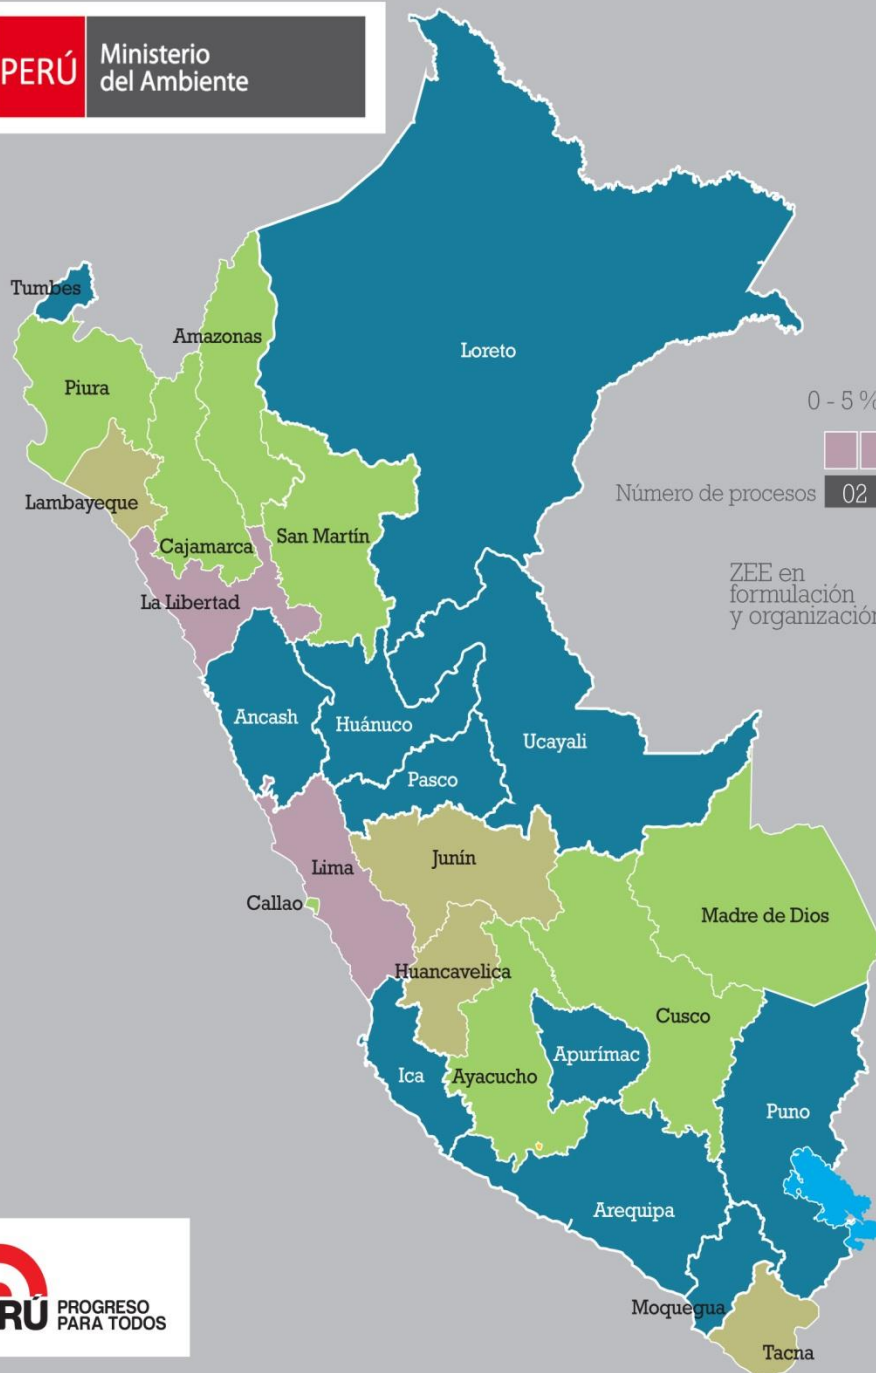 PERÚ
Ministerio
del Ambiente
Tumbes
Amazonas
Loreto
Piura
0 - 5 %
Lambayeque
Número de procesos 02
Cajamarca
San Martín
ZEE en
formulación
y organización
La Libertad
Ancash
Huánuco
Ucayali
Pasco
Lima
Junín
Callao
Madre de Dios
Huancavelica
Cusco
Apurímac
Ica
Ayacucho
Puno
Arequipa
Moquegua
Tacna
RÚ
PROGRESO
PARA TODOS